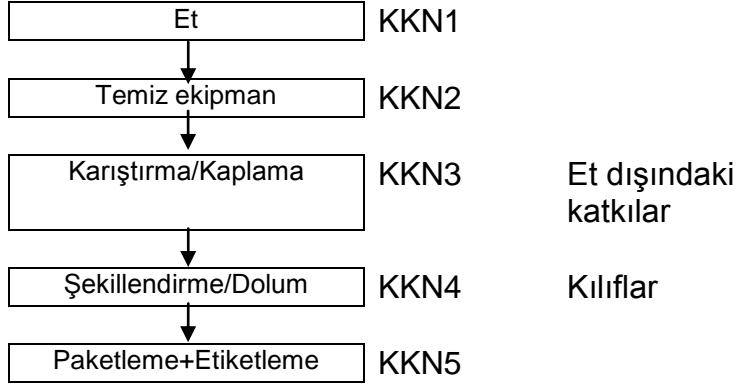 Et KKN1
Temiz ekipman KKN2
Karıştırma/Kaplama KKN3 Et dışındaki
katkılar
Şekillendirme/Dolum KKN4 Kılıflar
Paketleme+Etiketleme KKN5